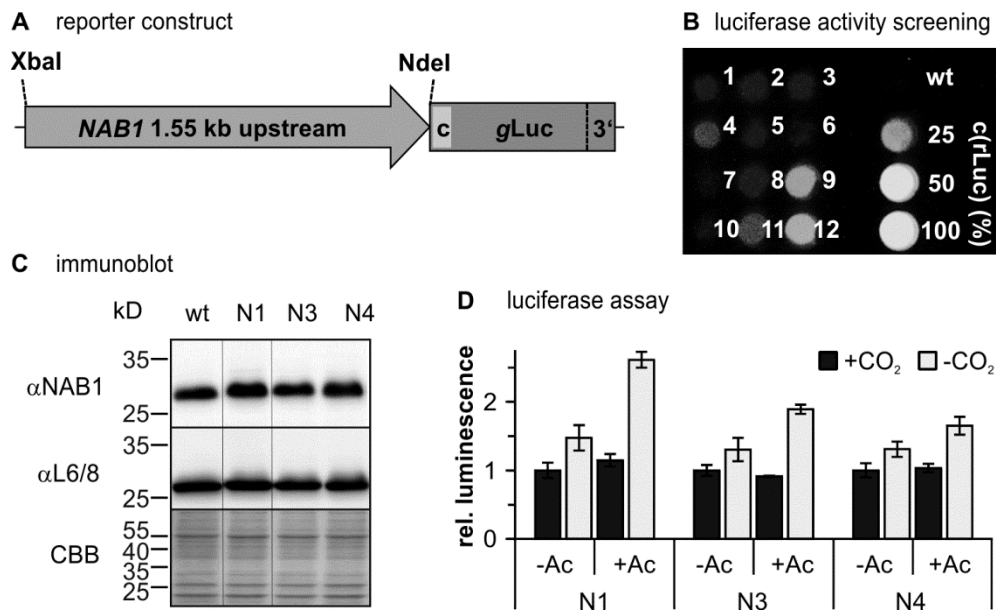 A reporter construct
XbaI
NdeI
NAB1 1.55 kb upstream
c
gLuc
3‘
B luciferase activity screening
1 2 3 wt
4 5 6 25
7 8 9 50
10 11 12 100
c(rLuc) (%)
C immunoblot
kD wt N1 N3 N4
35
αNAB1
25
35
αL6/8
25
55
40
CBB
35
25
D luciferase assay
+CO₂ -CO₂
rel. luminescence
2
1
0
-Ac +Ac -Ac +Ac -Ac +Ac
N1 N3 N4